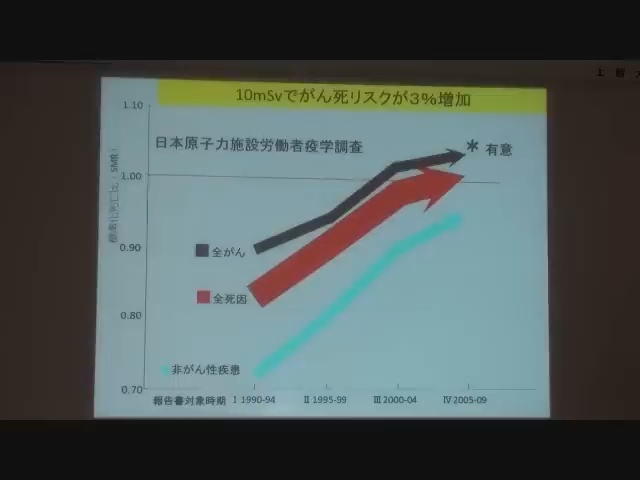 10mSvでがん死リスクが3%増加
1.10
日本原子力施設労働者疫学調査
* 有意
1.00
0.90
全がん
全死因
0.80
非がん性疾患
0.70
報告書対象時期 Ⅰ 1990-94 Ⅱ 1995-99 Ⅲ 2000-04 Ⅳ 2005-09